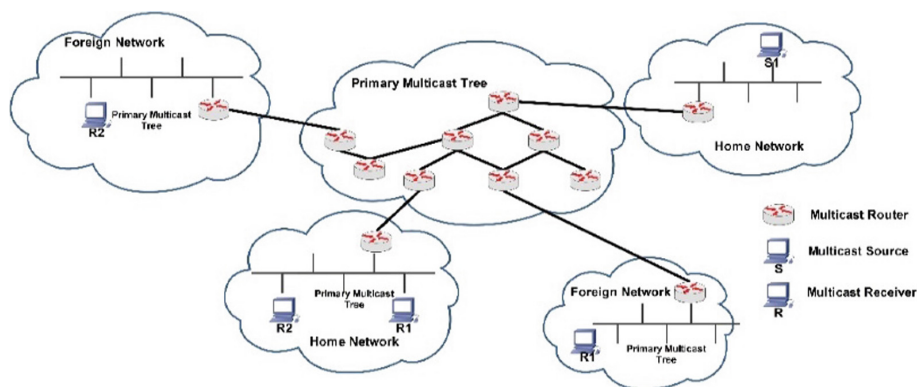 Foreign Network
R2
Primary Multicast
Tree
Primary Multicast Tree
S1
Home Network
Multicast Router
S
Multicast Source
R
Multicast Receiver
Primary Multicast
Tree
R2
R1
Home Network
Foreign Network
R1
Primary Multicast
Tree